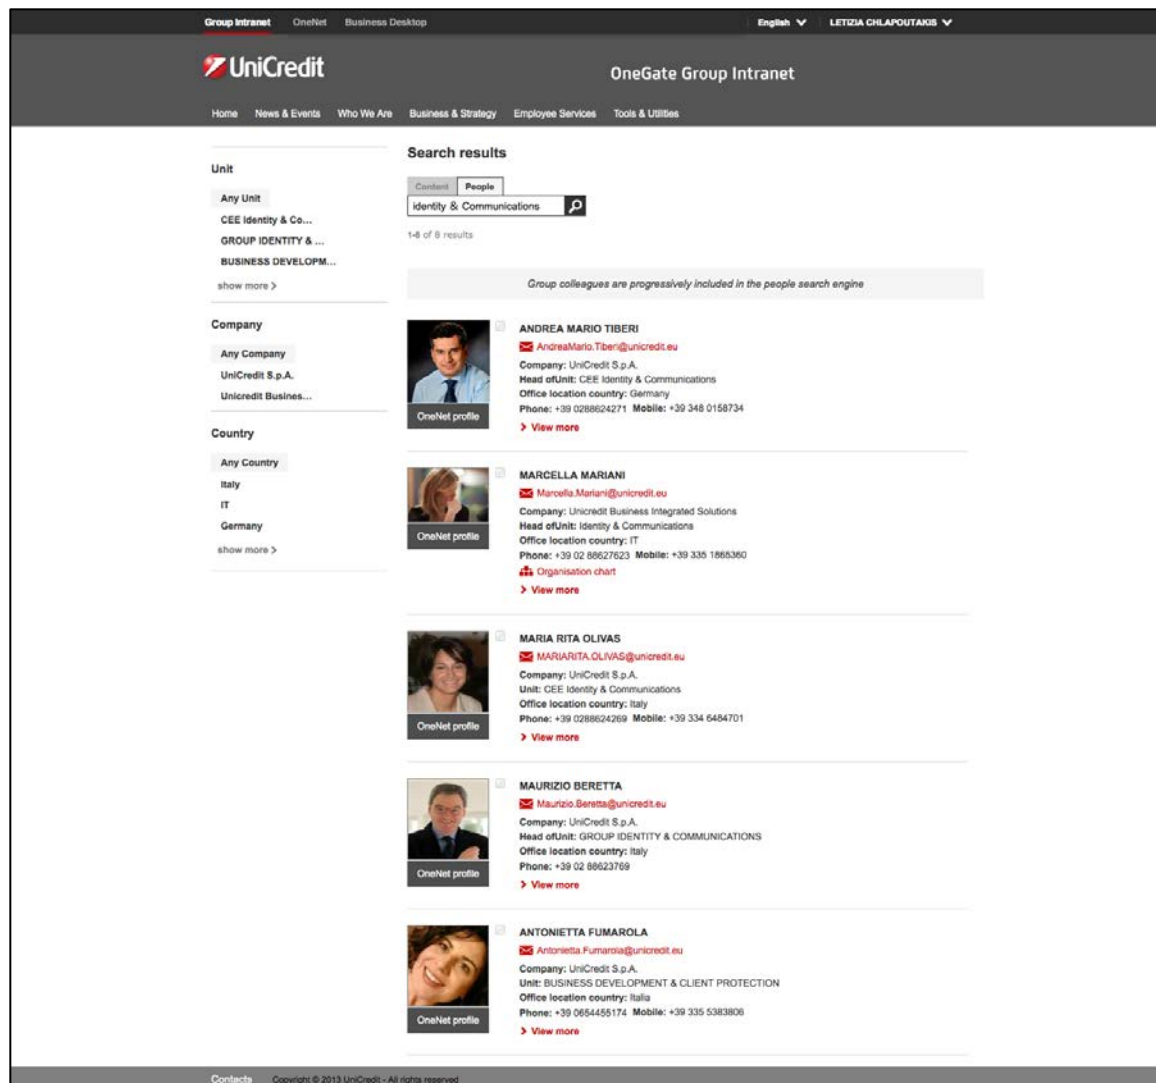 Group Intranet OneNet Business Desktop English LETIZIA CHLAPOUTAKIS
UniCredit OneGate Group Intranet
Home News & Events Who We Are Business & Strategy Employee Services Tools & Utilities
Unit
Any Unit
CEE Identity & Co...
GROUP IDENTITY & ...
BUSINESS DEVELOPM...
show more >
Company
Any Company
UniCredit S.p.A.
Unicredit Busines...
Country
Any Country
Italy
IT
Germany
show more >
Search results
Content People
identity & Communications
1-6 of 6 results
Group colleagues are progressively included in the people search engine
OneNet profile
ANDREA MARIO TIBERI
AndreaMario.Tiberi@unicredit.eu
Company: UniCredit S.p.A.
Head ofUnit: CEE Identity & Communications
Office location country: Germany
Phone: +39 0288624271 Mobile: +39 348 0158734
> View more
OneNet profile
MARCELLA MARIANI
Marcella.Mariani@unicredit.eu
Company: Unicredit Business Integrated Solutions
Head ofUnit: Identity & Communications
Office location country: IT
Phone: +39 02 88627623 Mobile: +39 335 1865360
Organisation chart
> View more
OneNet profile
MARIA RITA OLIVAS
MARIARITA.OLIVAS@unicredit.eu
Company: UniCredit S.p.A.
Unit: CEE Identity & Communications
Office location country: Italy
Phone: +39 0288624269 Mobile: +39 334 6484701
> View more
OneNet profile
MAURIZIO BERETTA
Maurizio.Beretta@unicredit.eu
Company: UniCredit S.p.A.
Head ofUnit: GROUP IDENTITY & COMMUNICATIONS
Office location country: Italy
Phone: +39 02 88623769
> View more
OneNet profile
ANTONIETTA FUMAROLA
Antonietta.Fumarola@unicredit.eu
Company: UniCredit S.p.A.
Unit: BUSINESS DEVELOPMENT & CLIENT PROTECTION
Office location country: Italia
Phone: +39 0654455174 Mobile: +39 335 5383806
> View more
Contacts Copyright © 2013 UniCredit - All rights reserved